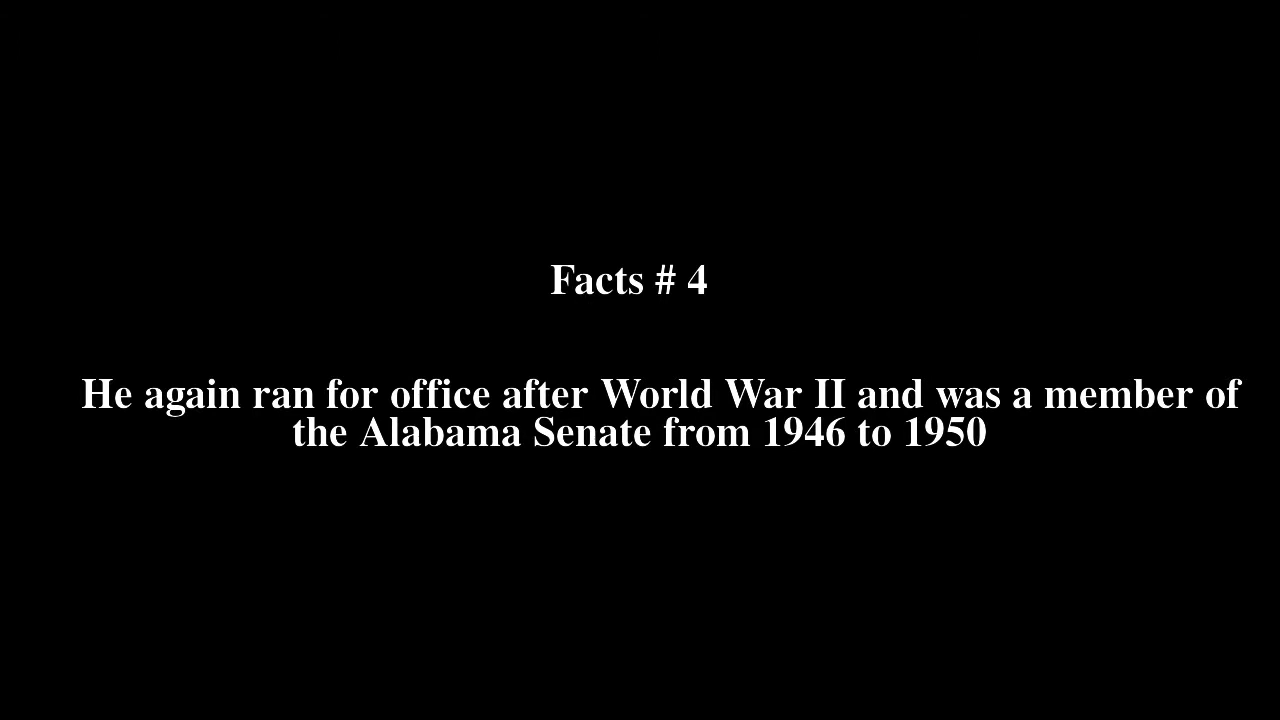 Facts # 4
He again ran for office after World War II and was a member of
the Alabama Senate from 1946 to 1950